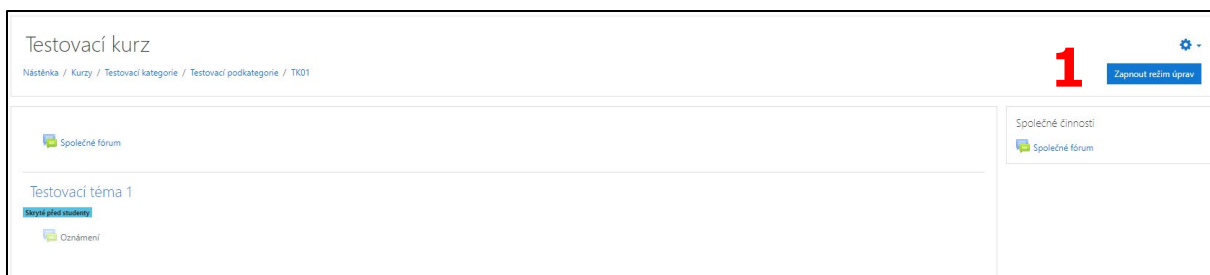 Testovací kurz
Nástěnka / Kurzy / Testovací kategorie / Testovací podkategorie / TK01
1
Zapnout režim úprav
Společné fórum
Testovací téma 1
Skryté před studenty
Oznámení
Společné činnosti
Společné fórum